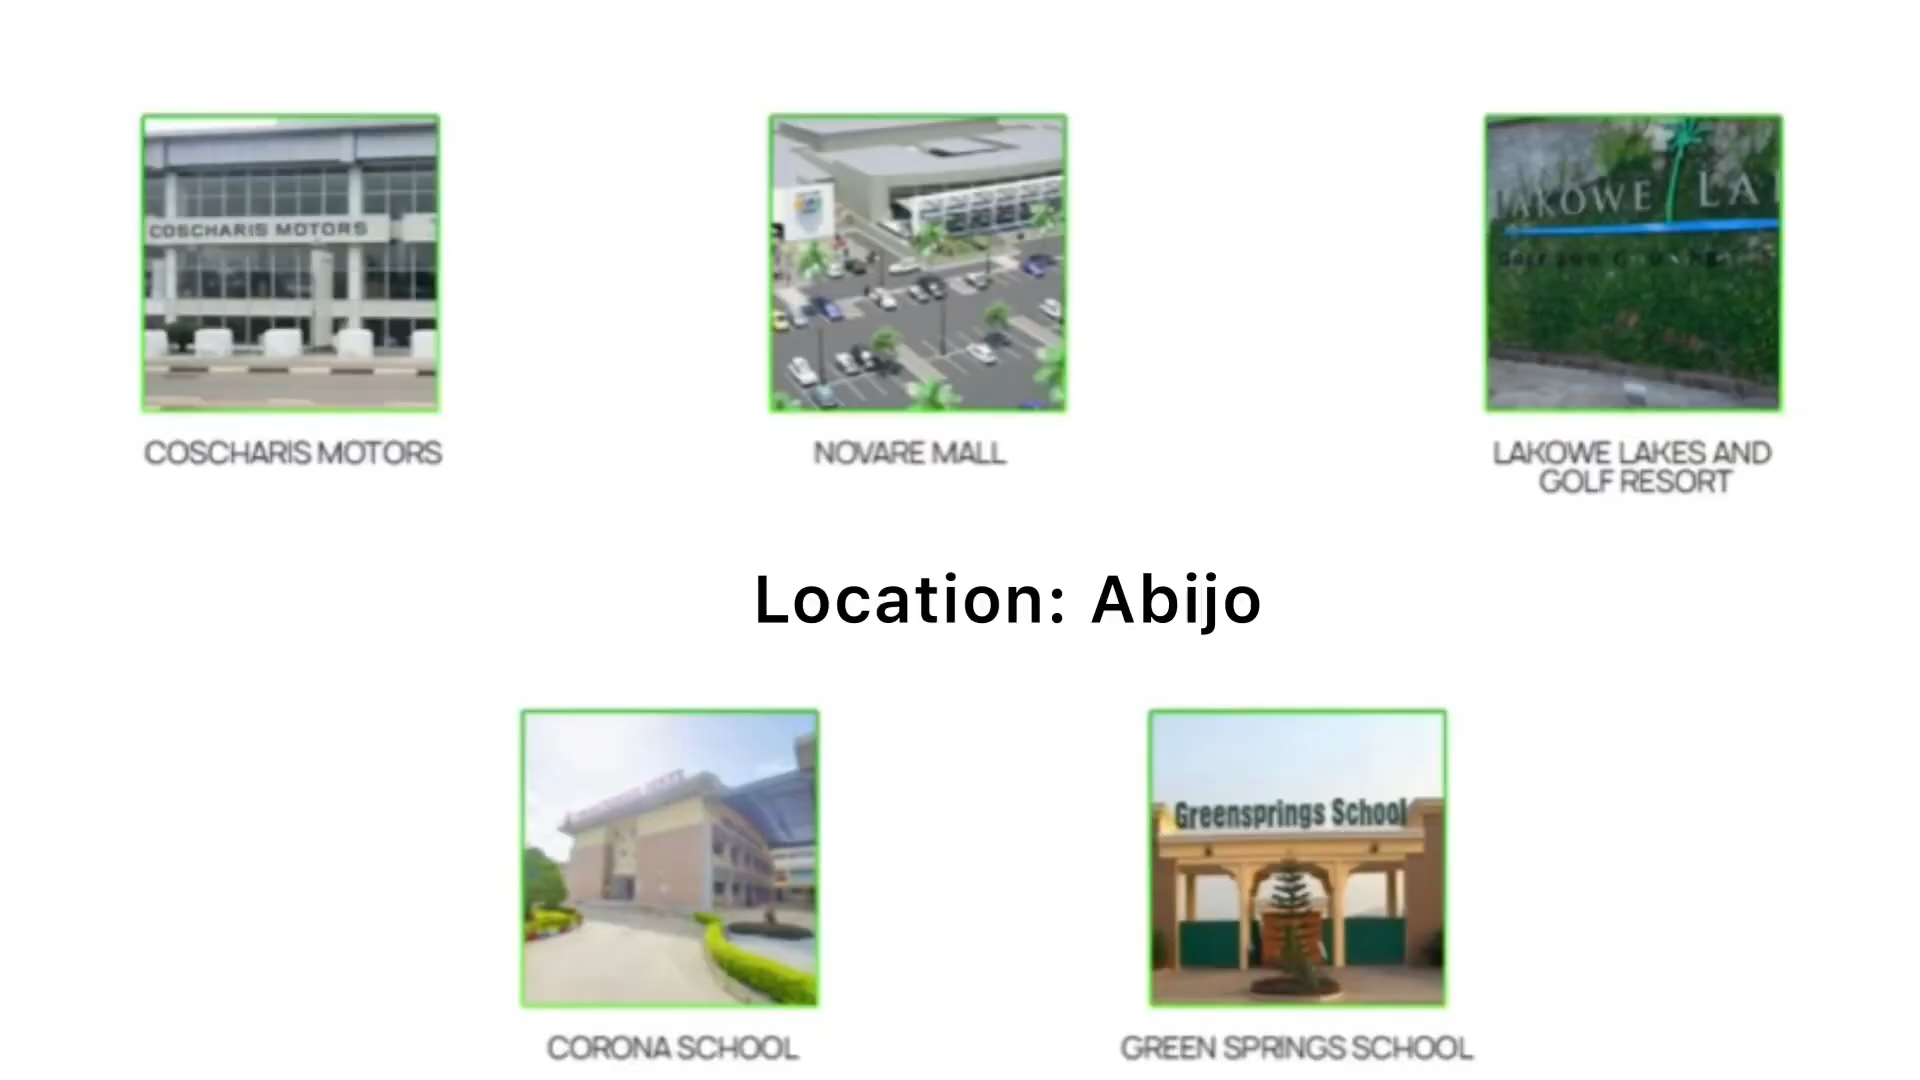 COSCHARIS MOTORS
LAKOWE LA
COSCHARIS MOTORS
NOVARE MALL
LAKOWE LAKES AND
GOLF RESORT
Location: Abijo
Greensprings School
CORONA SCHOOL
GREEN SPRINGS SCHOOL